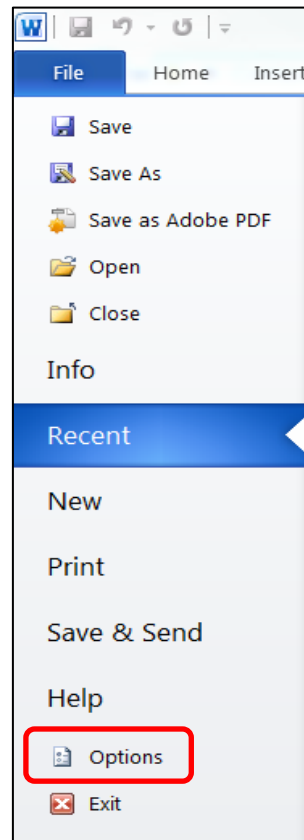 W
File Home Insert
Save
Save As
Save as Adobe PDF
Open
Close
Info
Recent
New
Print
Save & Send
Help
Options
Exit